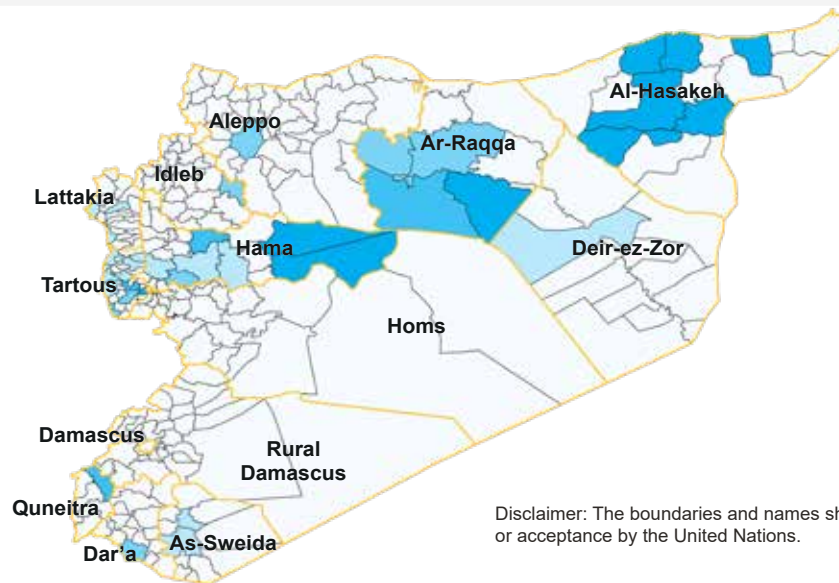 Al-Hasakeh
Aleppo
Ar-Raqqa
Idleb
Lattakia
Hama
Deir-ez-Zor
Tartous
Homs
Damascus
Rural
Damascus
Quneitra
As-Sweida
Dar'a
Disclaimer: The boundaries and names sh
or acceptance by the United Nations.